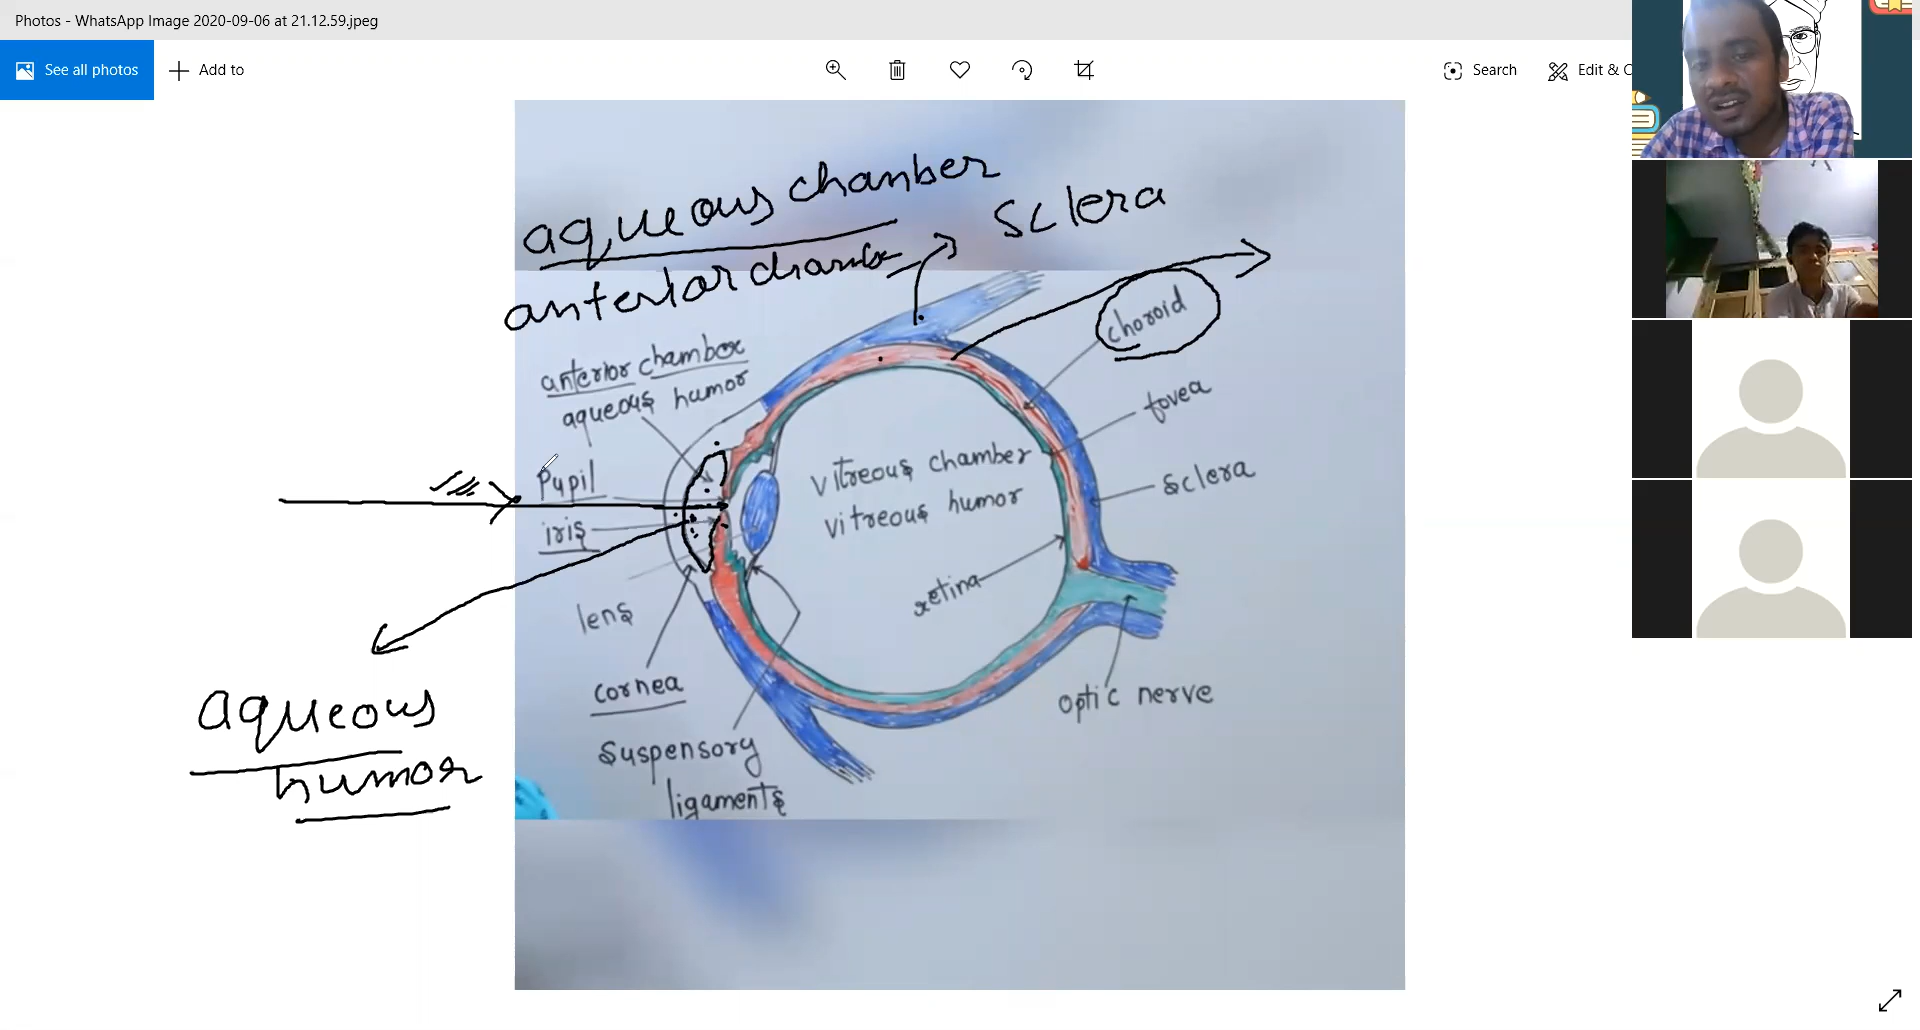 Photos - WhatsApp Image 2020-09-06 at 21.12.59.jpeg
See all photos
Add to
Search
Edit & C
aqueous chamber
sclera
anterior chamber
choroid
anterior chamber
aqueous humor
fovea
Pupil
iris
vitreous chamber
vitreous humor
sclera
lens
retina
cornea
optic nerve
suspensory
ligaments
aqueous
humor